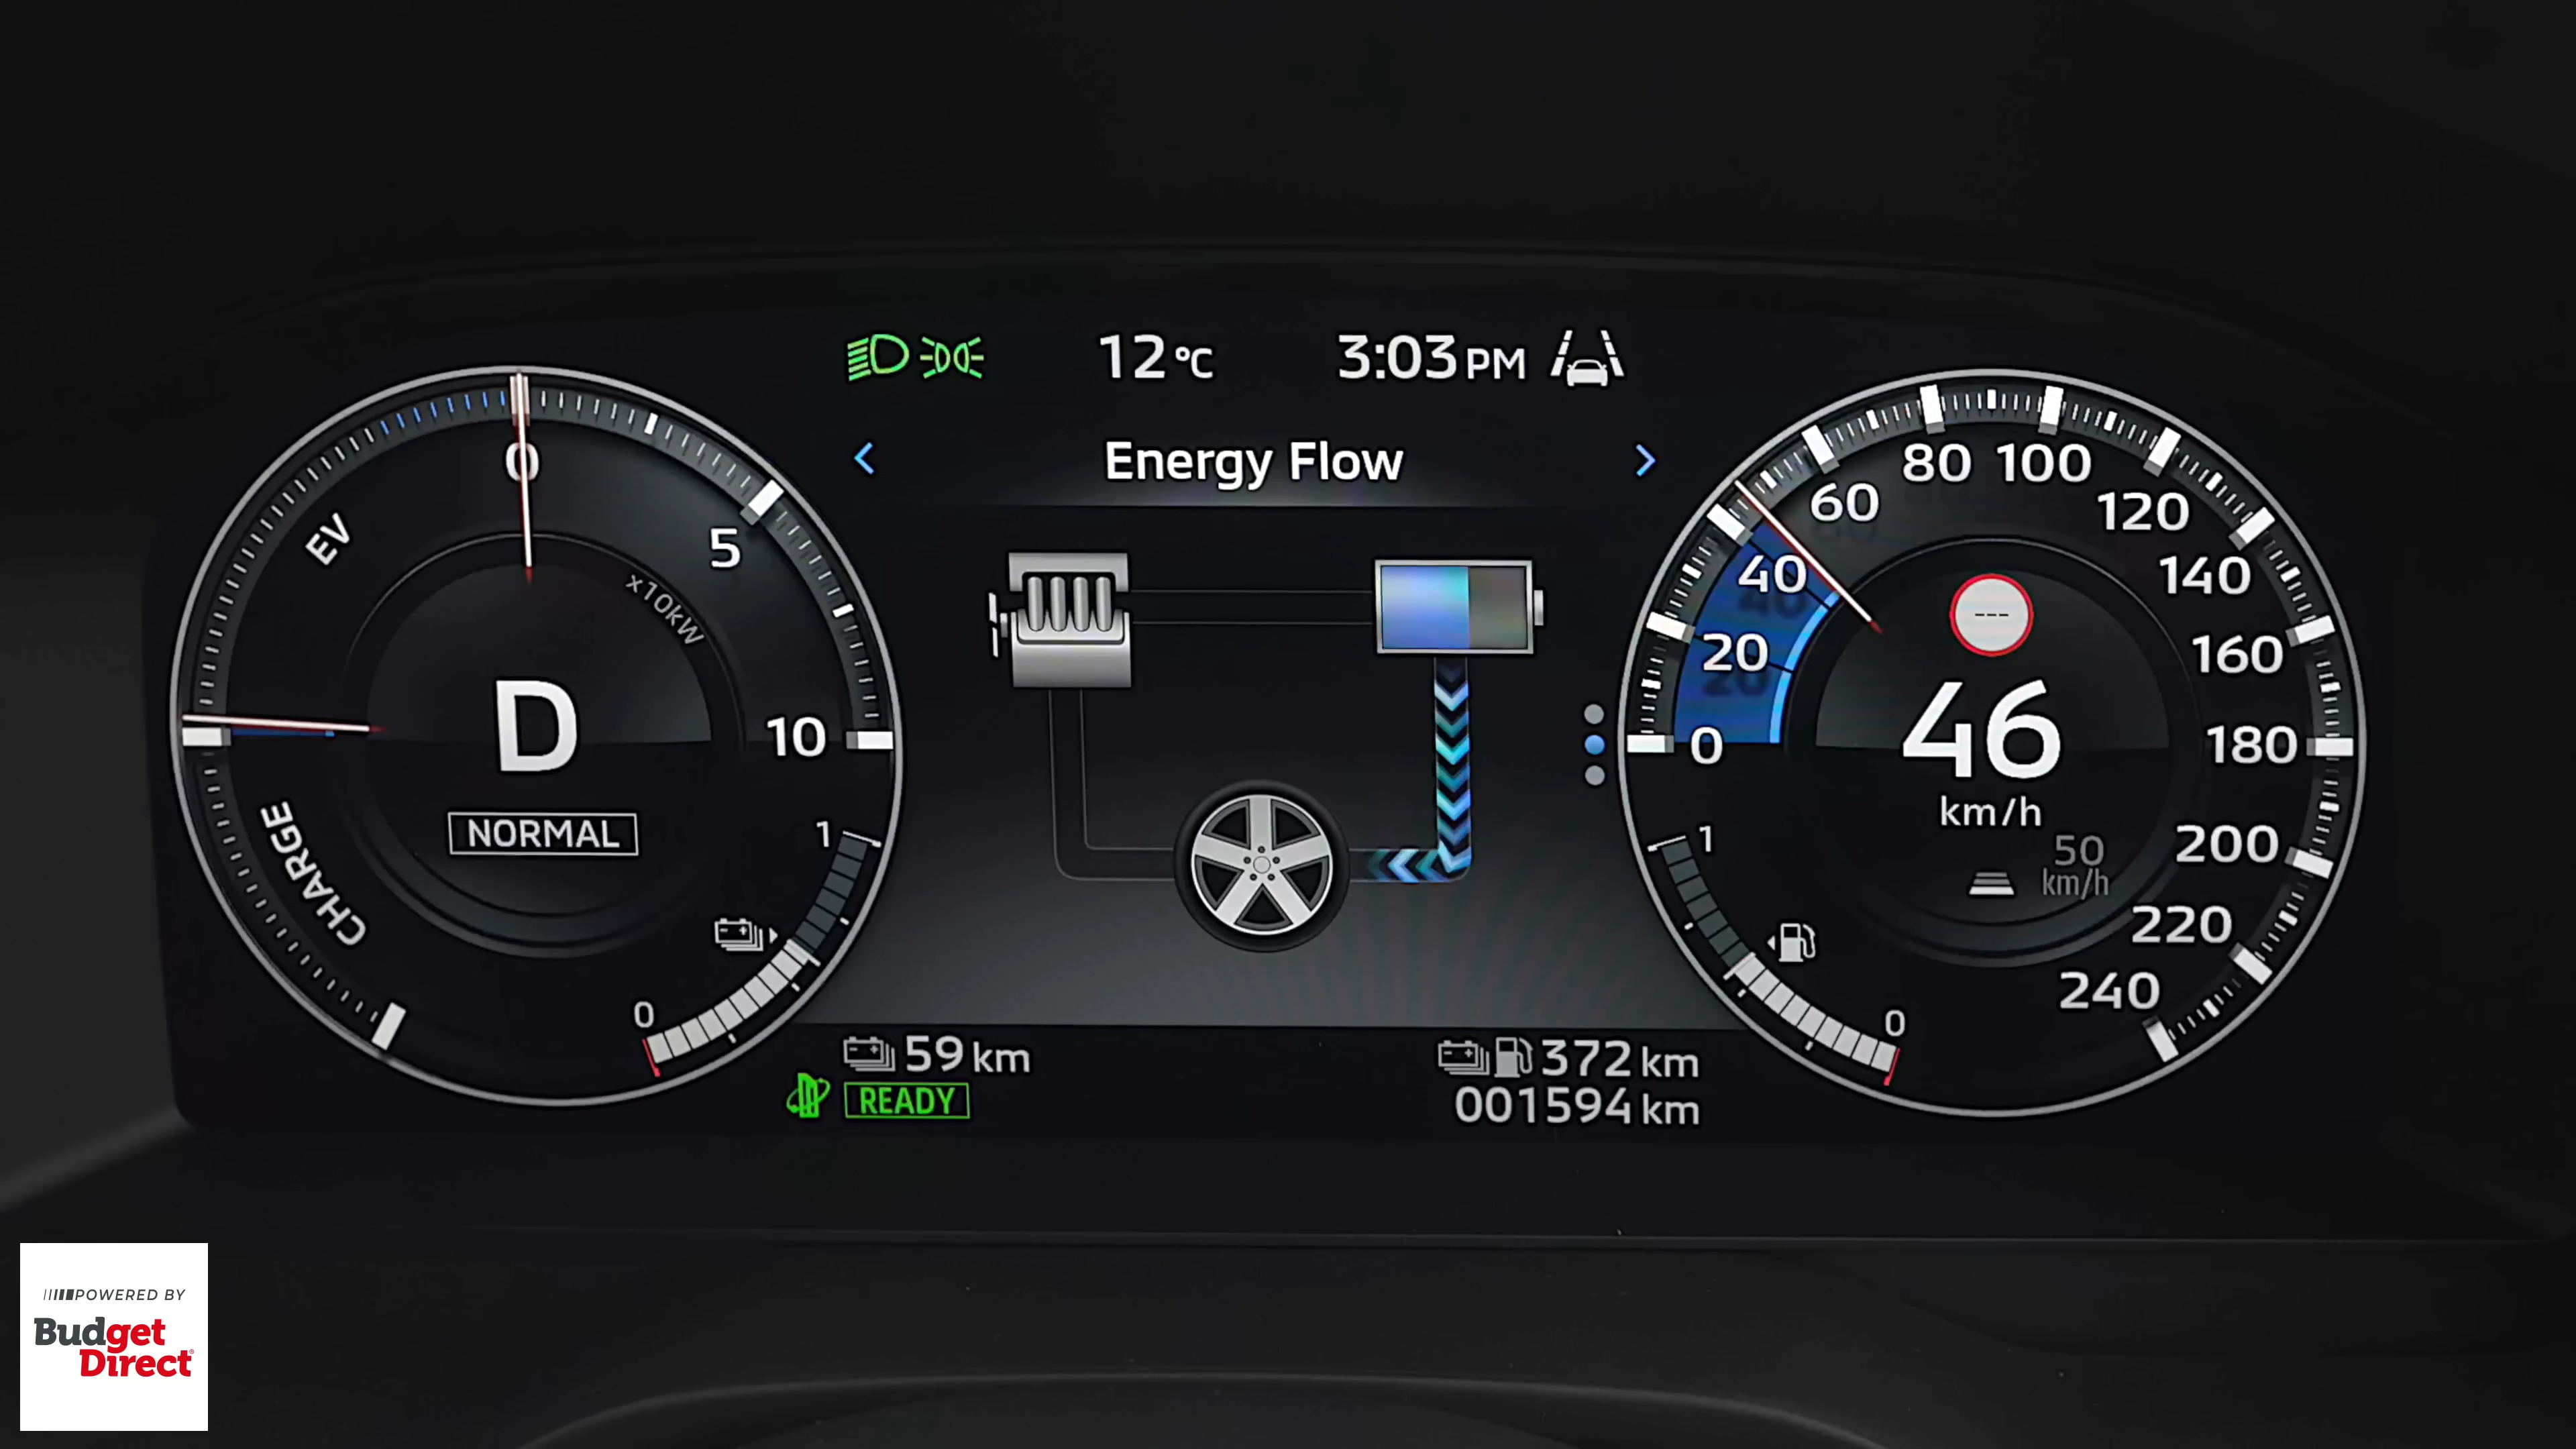 12°C
3:03 PM
Energy Flow
EV
0
5
10
x10kW
D
NORMAL
CHARGE
1
0
0
20
40
60
80
100
120
140
160
180
200
220
240
---
46
km/h
50
km/h
1
0
59 km
READY
372 km
001594 km
POWERED BY
Budget
Direct